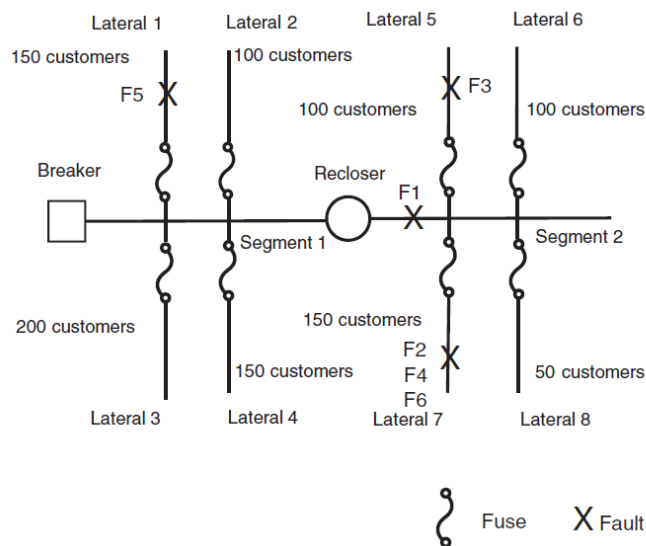 Lateral 1
Lateral 2
Lateral 5
Lateral 6
150 customers
100 customers
F5
F3
100 customers
100 customers
Breaker
Recloser
F1
Segment 1
Segment 2
200 customers
150 customers
150 customers
F2
F4
F6
50 customers
Lateral 3
Lateral 4
Lateral 7
Lateral 8
Fuse
X Fault